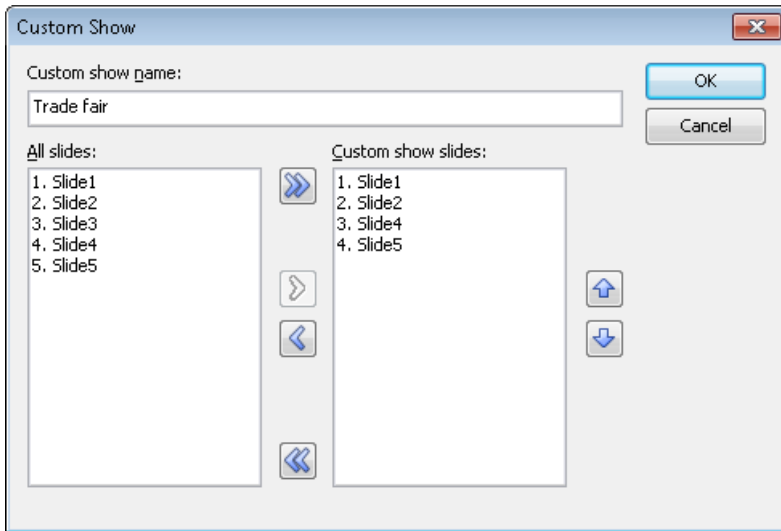 Custom Show
Custom show name:
OK
Trade fair
Cancel
All slides:
Custom show slides:
1. Slide1
2. Slide2
3. Slide3
4. Slide4
5. Slide5
1. Slide1
2. Slide2
3. Slide4
4. Slide5